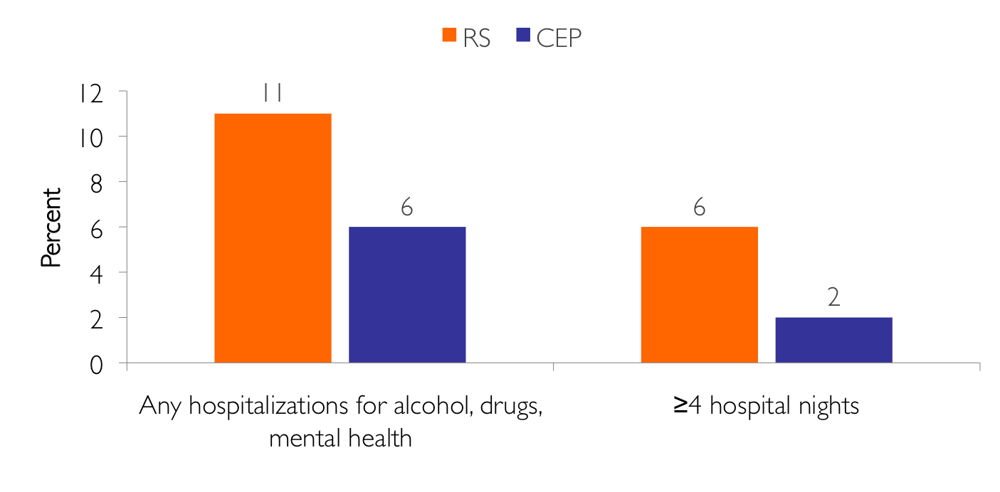 RS CEP
12
10
8
6
4
2
0
Percent
11
6
6
2
Any hospitalizations for alcohol, drugs,
mental health
≥4 hospital nights